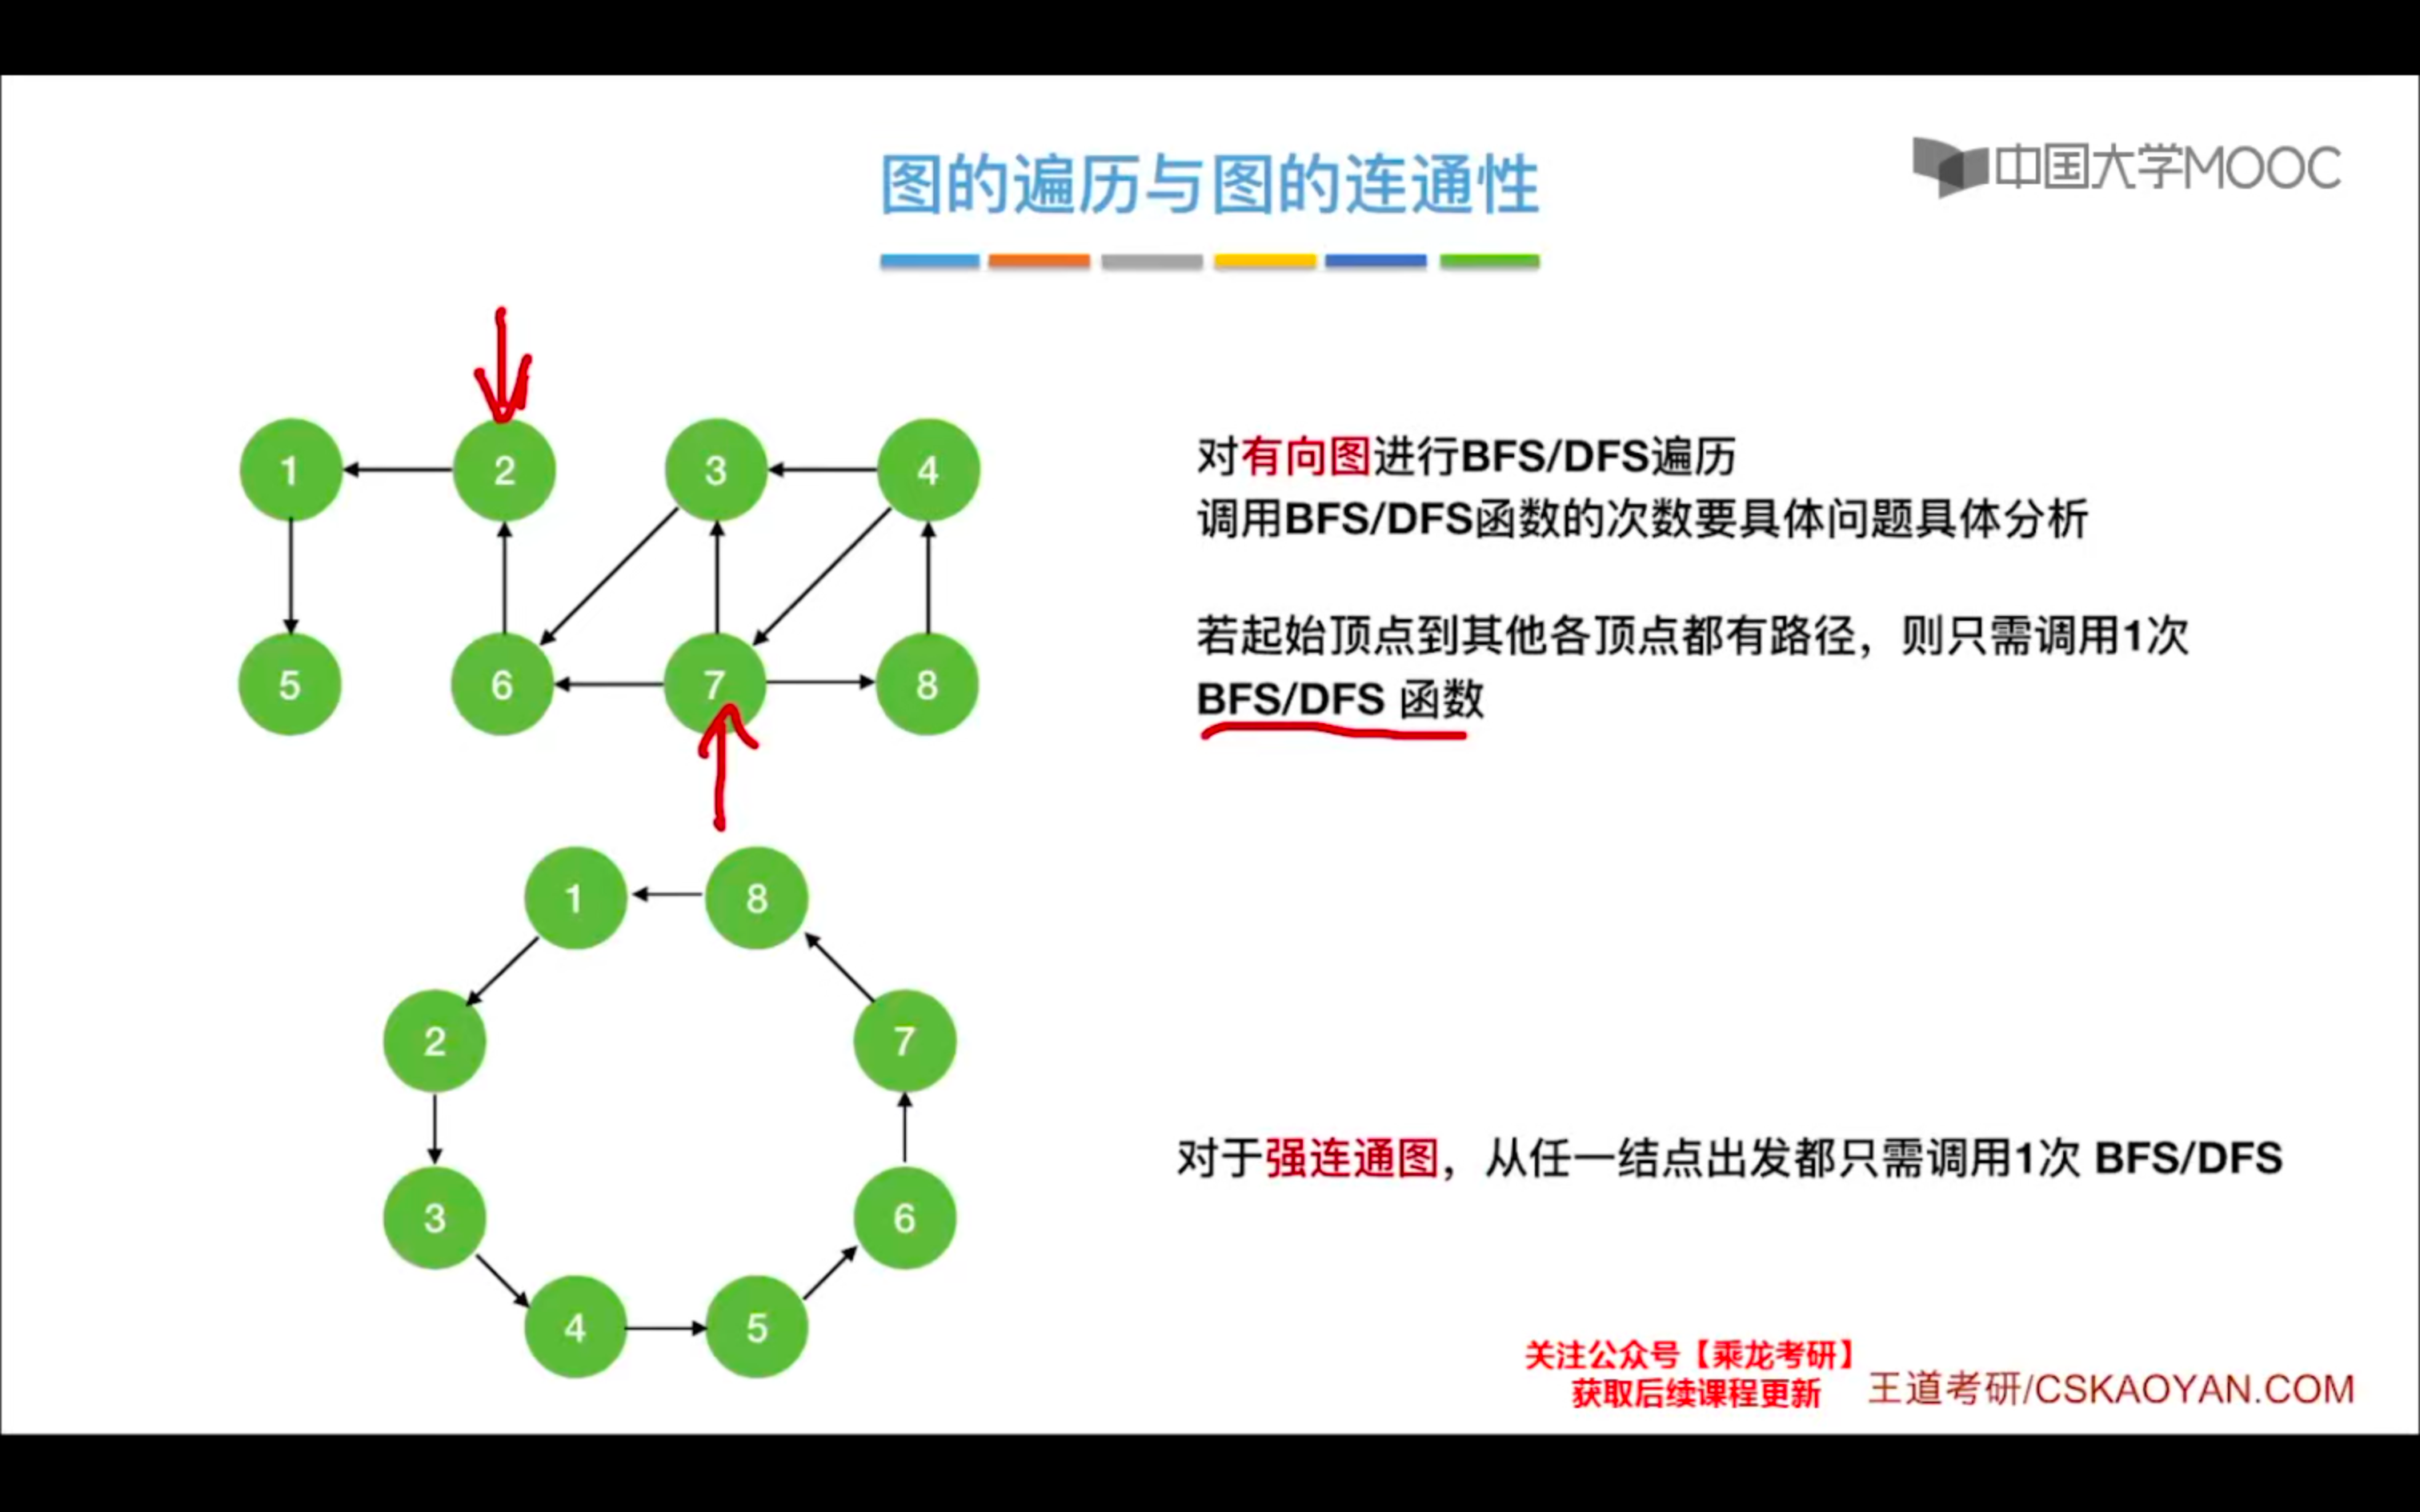 图的遍历与图的连通性
中国大学MOOC
1 2 3 4
5 6 7 8
对有向图进行BFS/DFS遍历
调用BFS/DFS函数的次数要具体问题具体分析
若起始顶点到其他各顶点都有路径，则只需调用1次
BFS/DFS 函数
1 8
2 7
3 6
4 5
对于强连通图，从任一结点出发都只需调用1次 BFS/DFS
关注公众号【乘龙考研】
获取后续课程更新
王道考研/CSKAOYAN.COM